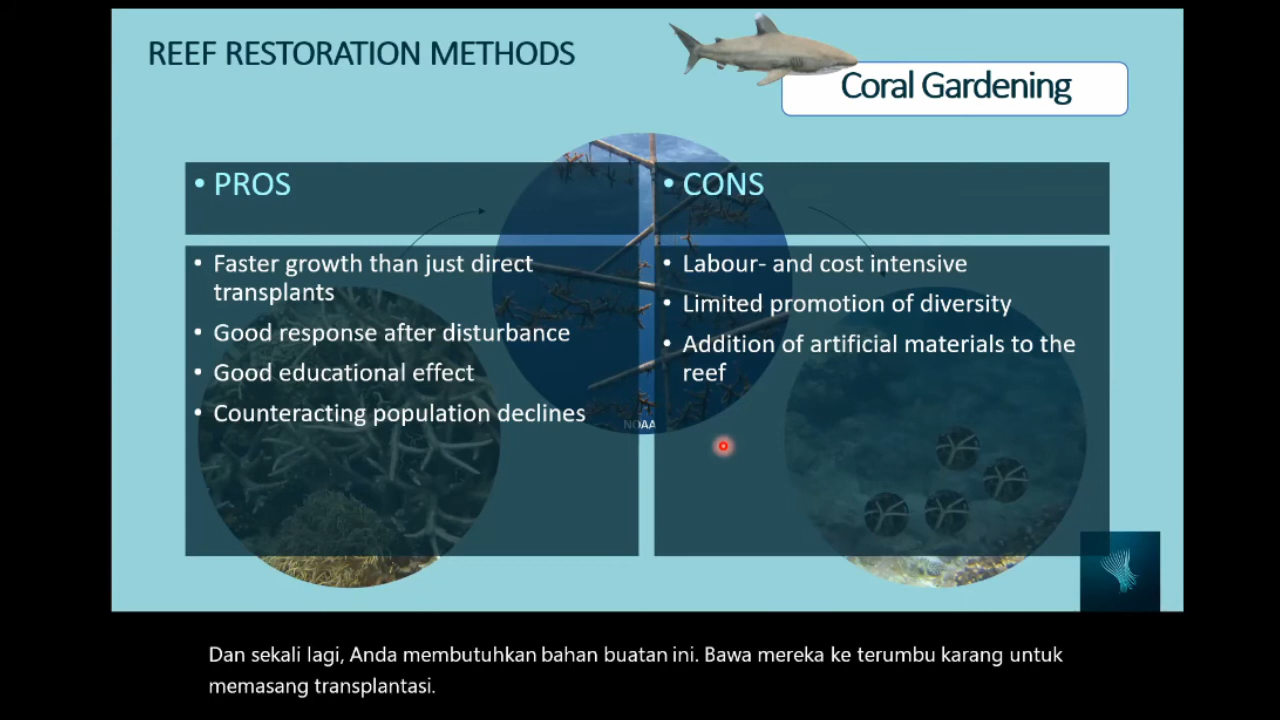 REEF RESTORATION METHODS
Coral Gardening
• PROS
• Faster growth than just direct
transplants
• Good response after disturbance
• Good educational effect
• Counteracting population declines
• CONS
• Labour- and cost intensive
• Limited promotion of diversity
• Addition of artificial materials to the
reef
NOAA
Dan sekali lagi, Anda membutuhkan bahan buatan ini. Bawa mereka ke terumbu karang untuk
memasang transplantasi.